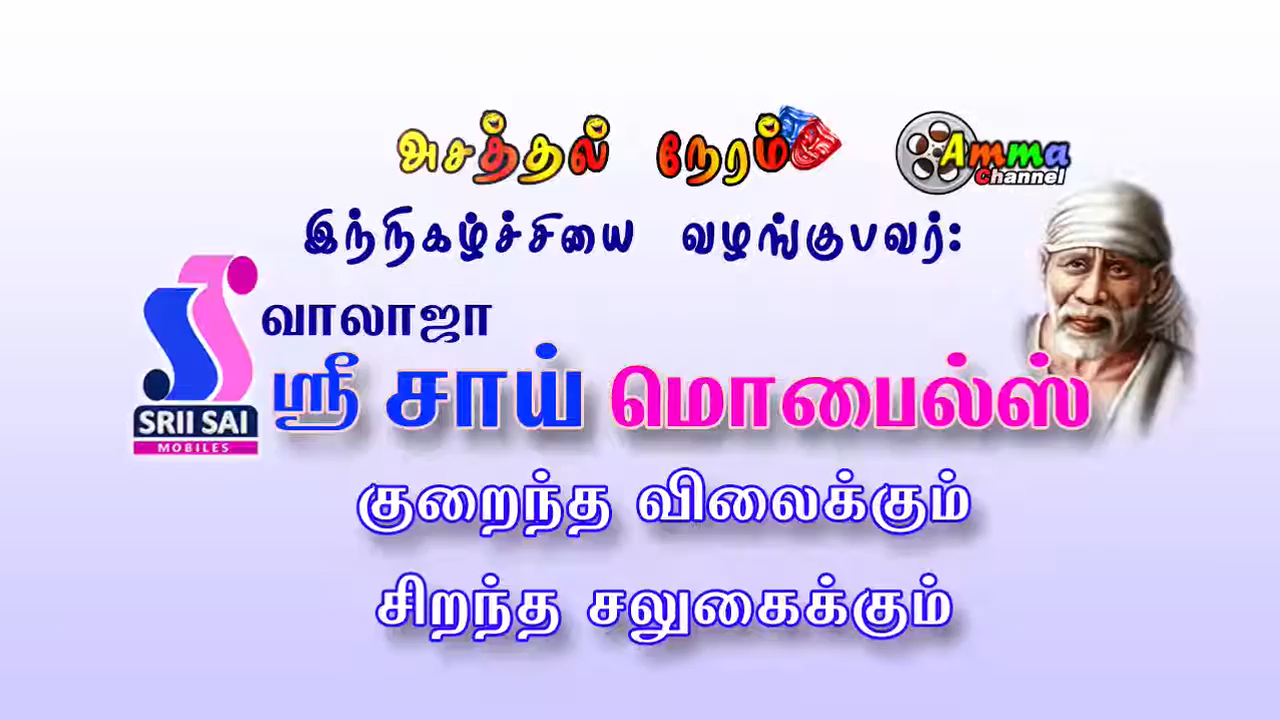 அசத்தல் நேரம்
Amma
Channel
இந்நிகழ்ச்சியை வழங்குபவர்:
வாலாஜா
ஸ்ரீ சாய் மொபைல்ஸ்
SRII SAI
MOBILES
குறைந்த விலைக்கும்
சிறந்த சலுகைக்கும்